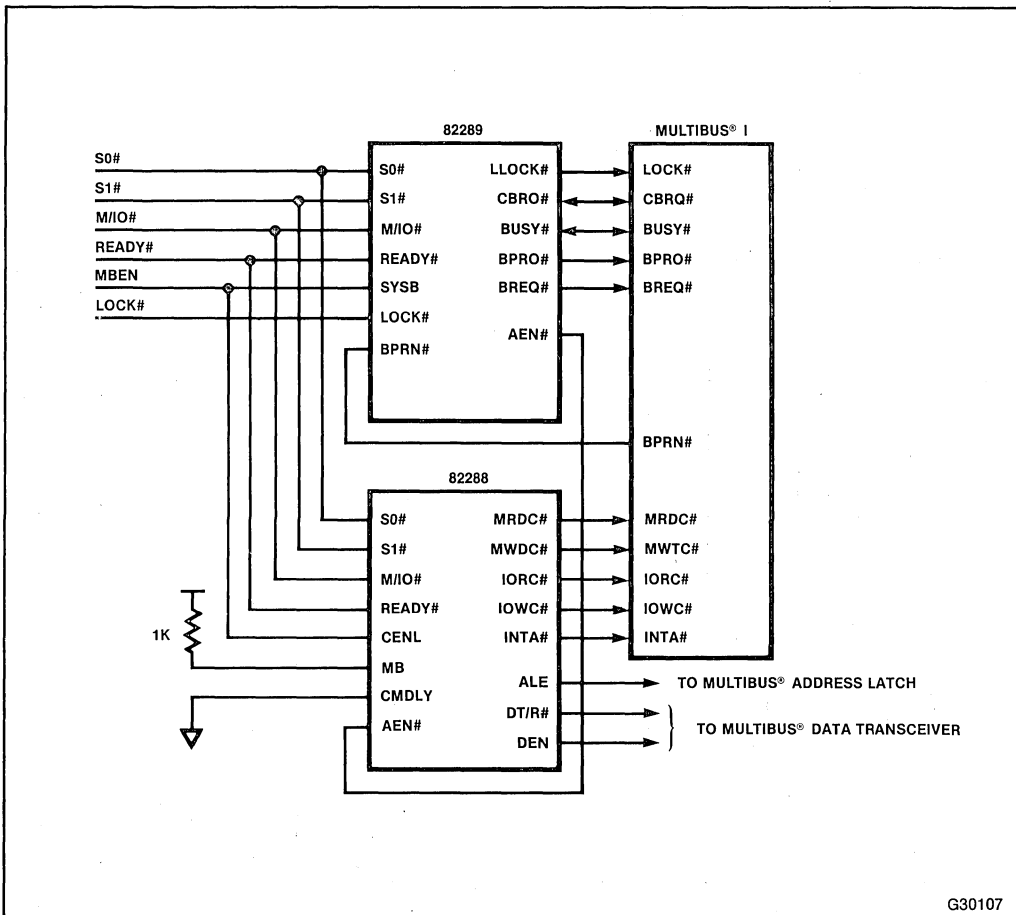 82289
MULTIBUS® I
S0#
S1#
M/IO#
READY#
MBEN
LOCK#
S0#
S1#
M/IO#
READY#
SYSB
LOCK#
BPRN#
LLOCK#
CBRO#
BUSY#
BPRO#
BREQ#
AEN#
LOCK#
CBRQ#
BUSY#
BPRO#
BREQ#
BPRN#
82288
S0#
S1#
M/IO#
READY#
CENL
MB
CMDLY
AEN#
1K
MRDC#
MWDC#
IORC#
IOWC#
INTA#
ALE
DT/R#
DEN
MRDC#
MWTC#
IORC#
IOWC#
INTA#
TO MULTIBUS® ADDRESS LATCH
TO MULTIBUS® DATA TRANSCEIVER
G30107